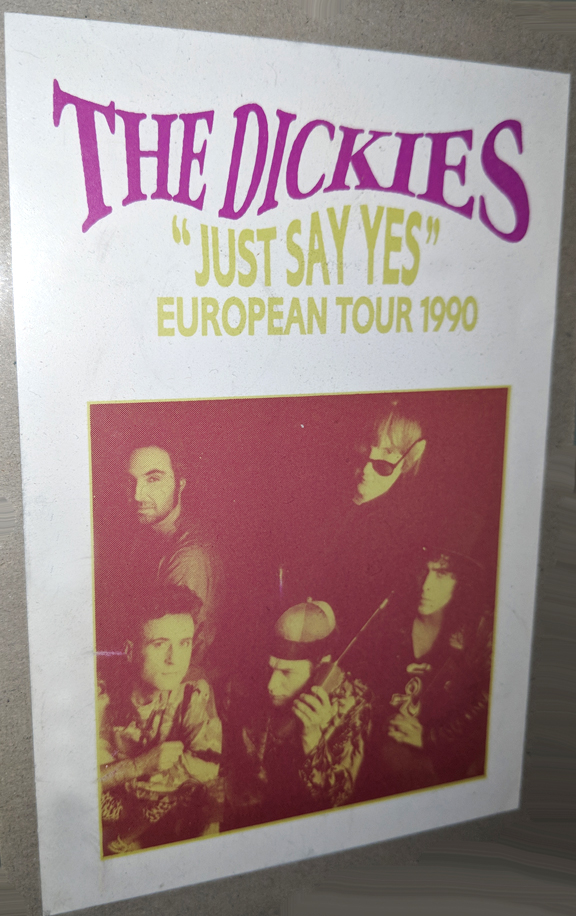 THE DICKIES
“JUST SAY YES”
EUROPEAN TOUR 1990